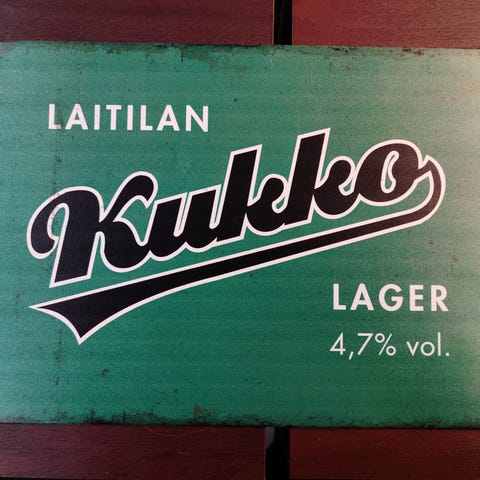 LAITILAN
Kukko
LAGER
4,7% vol.